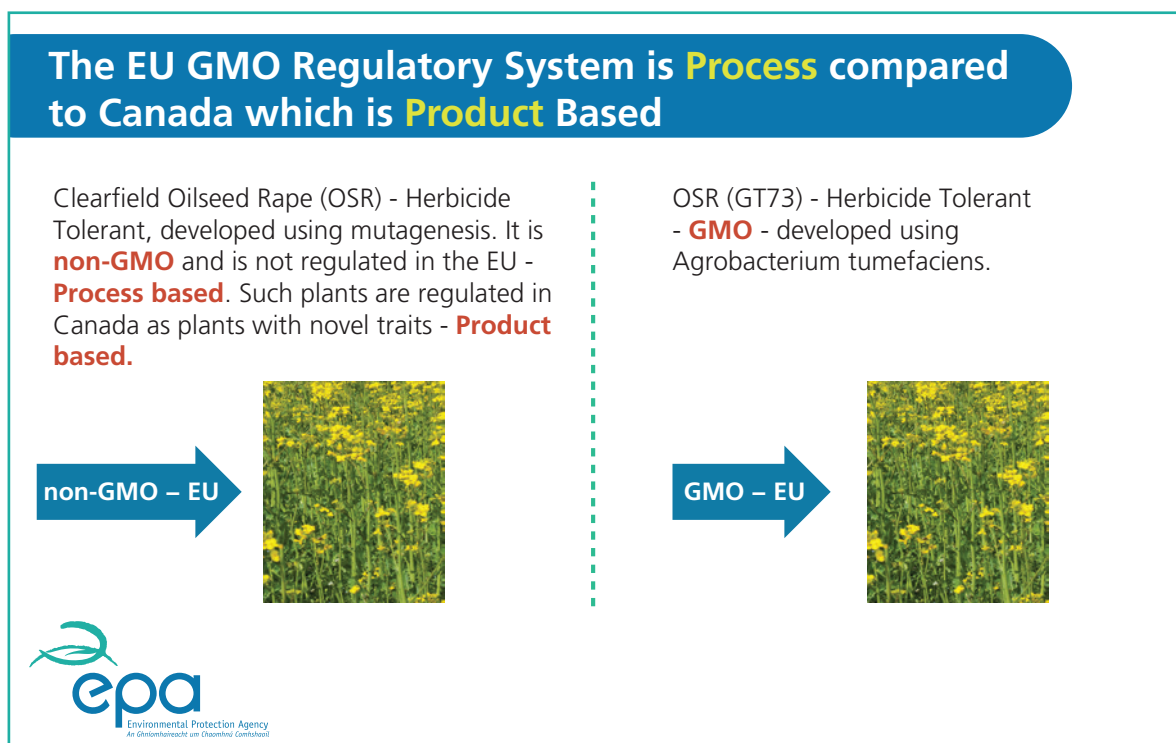 The EU GMO Regulatory System is Process compared
to Canada which is Product Based
Clearfield Oilseed Rape (OSR) - Herbicide
Tolerant, developed using mutagenesis. It is
non-GMO and is not regulated in the EU -
Process based. Such plants are regulated in
Canada as plants with novel traits - Product
based.
non-GMO – EU
OSR (GT73) - Herbicide Tolerant
- GMO - developed using
Agrobacterium tumefaciens.
GMO – EU
epa
Environmental Protection Agency
An Ghníomhaireacht um Chaomhnú Comhshaoil